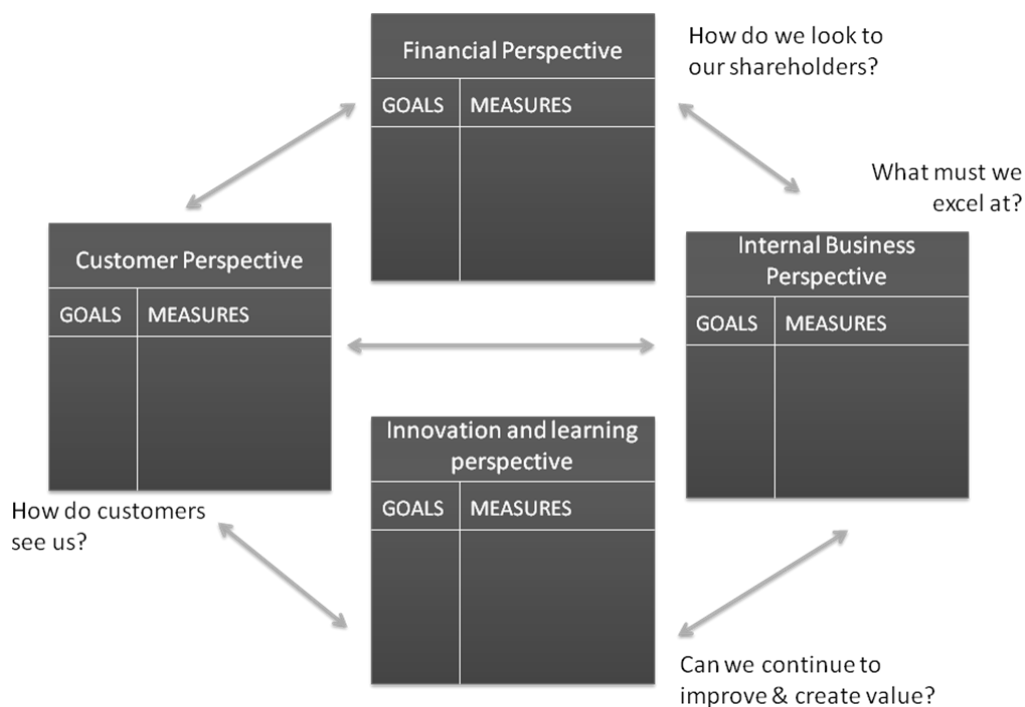 Financial Perspective
GOALS MEASURES
How do we look to
our shareholders?
What must we
excel at?
Customer Perspective
GOALS MEASURES
How do customers
see us?
Internal Business
Perspective
GOALS MEASURES
Innovation and learning
perspective
GOALS MEASURES
Can we continue to
improve & create value?